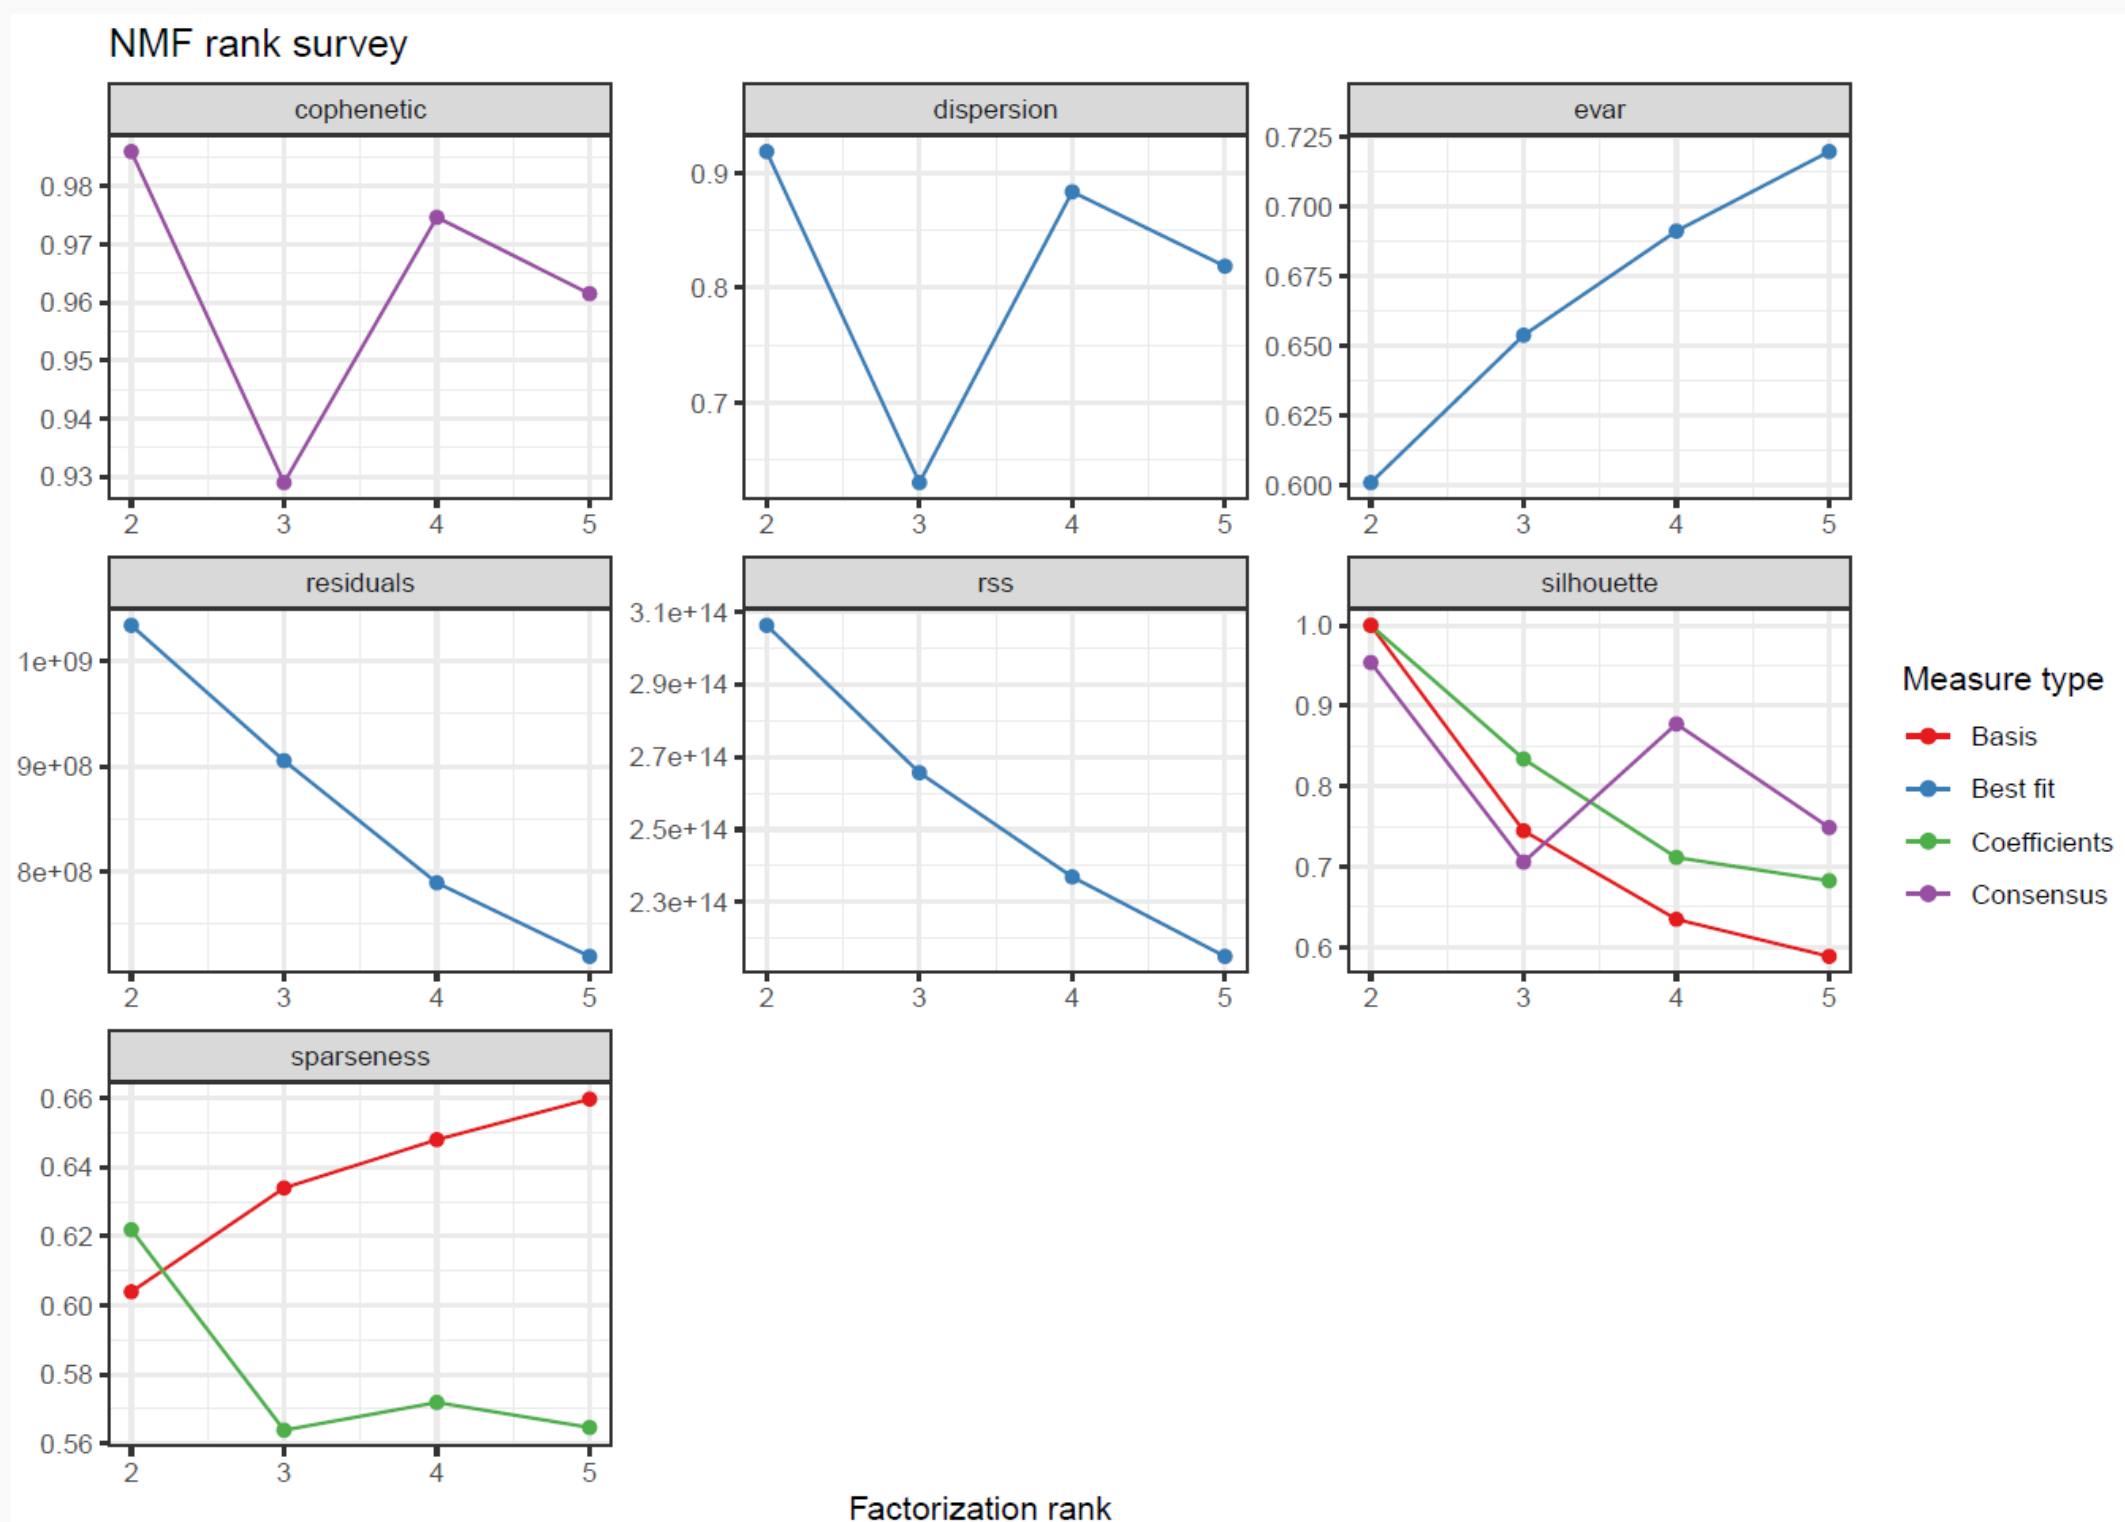 NMF rank survey
cophenetic
0.98
0.97
0.96
0.95
0.94
0.93
2 3 4 5
dispersion
0.9
0.8
0.7
2 3 4 5
evar
0.725
0.700
0.675
0.650
0.625
0.600
2 3 4 5
residuals
1e+09
9e+08
8e+08
2 3 4 5
rss
3.1e+14
2.9e+14
2.7e+14
2.5e+14
2.3e+14
2 3 4 5
silhouette
1.0
0.9
0.8
0.7
0.6
2 3 4 5
Measure type
Basis
Best fit
Coefficients
Consensus
sparseness
0.66
0.64
0.62
0.60
0.58
0.56
2 3 4 5
Factorization rank